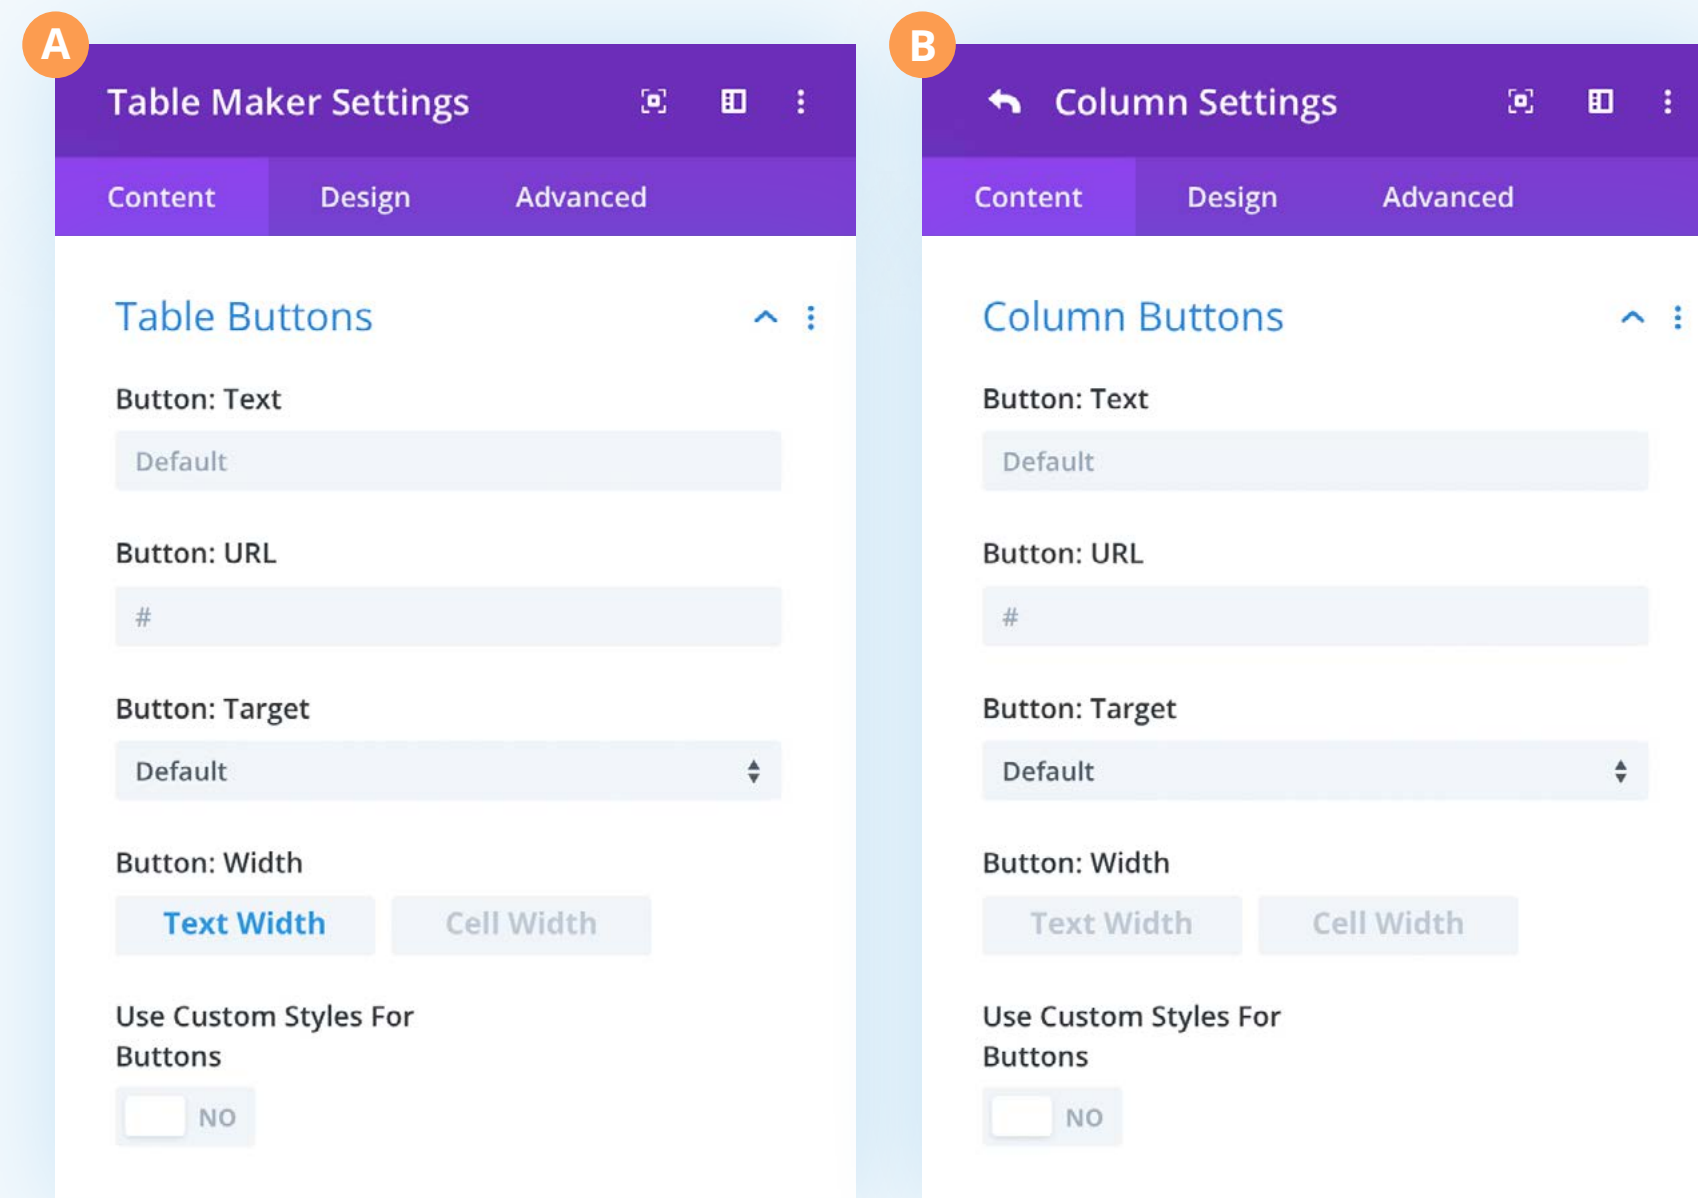 A
Table Maker Settings
Content Design Advanced
Table Buttons
Button: Text
Default
Button: URL
#
Button: Target
Default
Button: Width
Text Width Cell Width
Use Custom Styles For
Buttons
NO
B
Column Settings
Content Design Advanced
Column Buttons
Button: Text
Default
Button: URL
#
Button: Target
Default
Button: Width
Text Width Cell Width
Use Custom Styles For
Buttons
NO